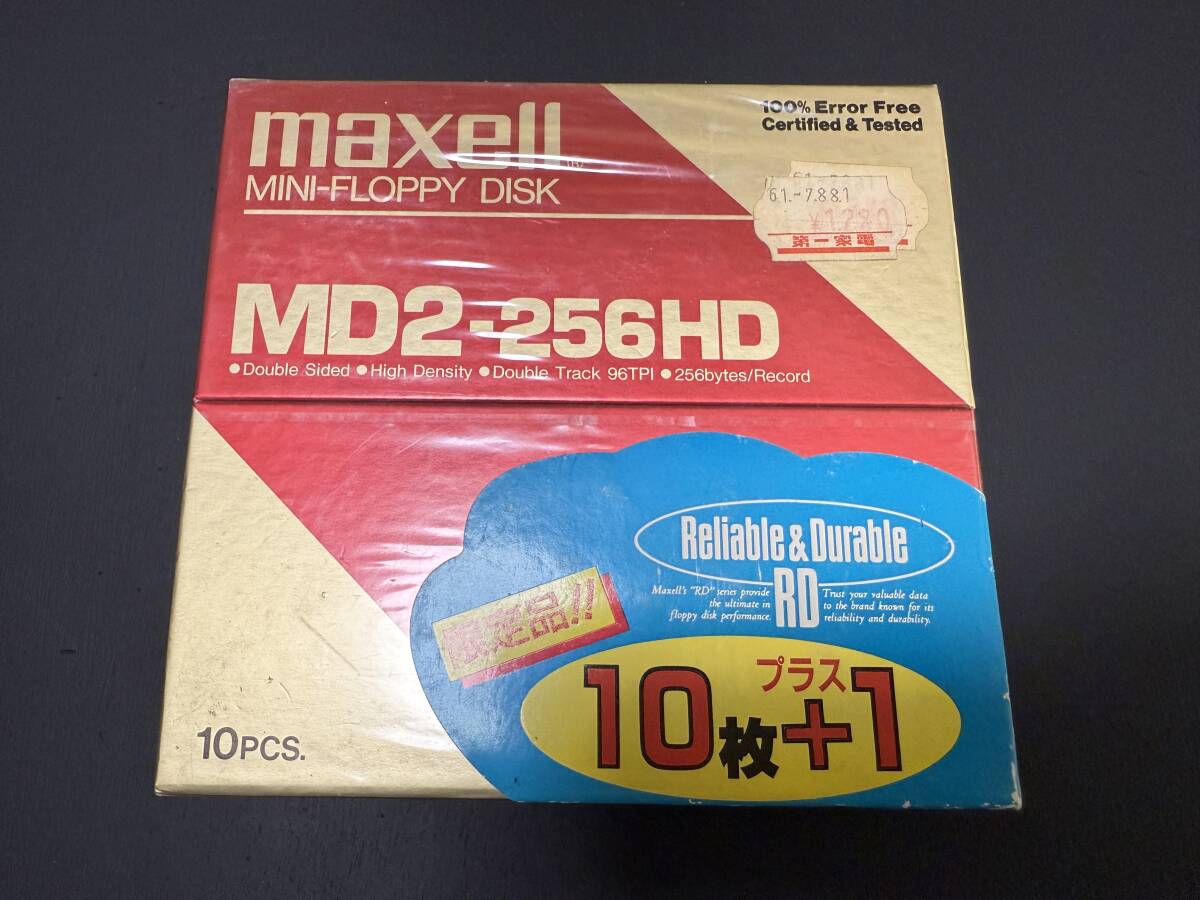 maxell
(R)
MINI-FLOPPY DISK
100% Error Free
Certified & Tested
61.-7.88.1
¥1,280
第一家電
MD2-256HD
•Double Sided •High Density •Double Track 96TPI •256bytes/Record
Reliable & Durable
RD
Maxell's "RD" series provide
the ultimate in
floppy disk performance.
Trust your valuable data
to the brand known for its
reliability and durability.
限定品!!
プラス
10枚+1
10PCS.